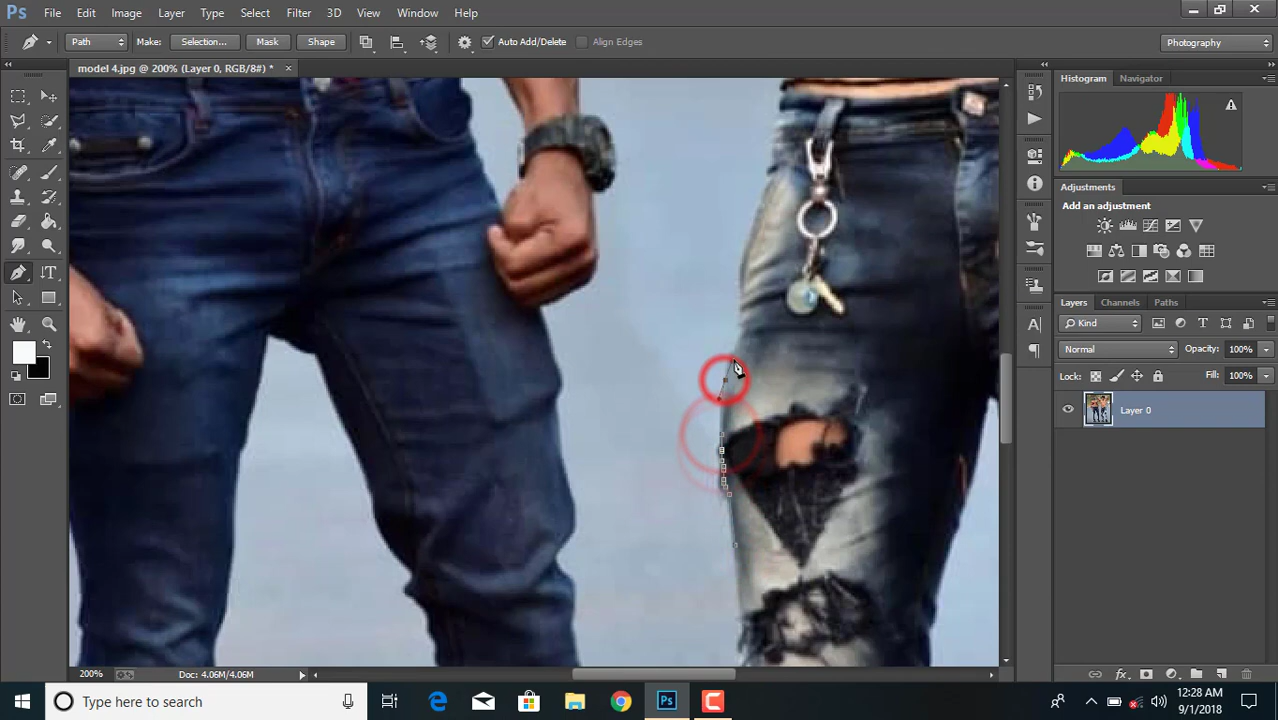 Ps File Edit Image Layer Type Select Filter 3D View Window Help
Path Make: Selection... Mask Shape Auto Add/Delete Align Edges Photography
model 4.jpg @ 200% (Layer 0, RGB/8#) *
Histogram Navigator
Adjustments
Add an adjustment
Layers Channels Paths
Kind
Normal Opacity: 100%
Lock: Fill: 100%
Layer 0
200% Doc: 4.06M/4.06M
Type here to search
Ps
12:28 AM
9/1/2018